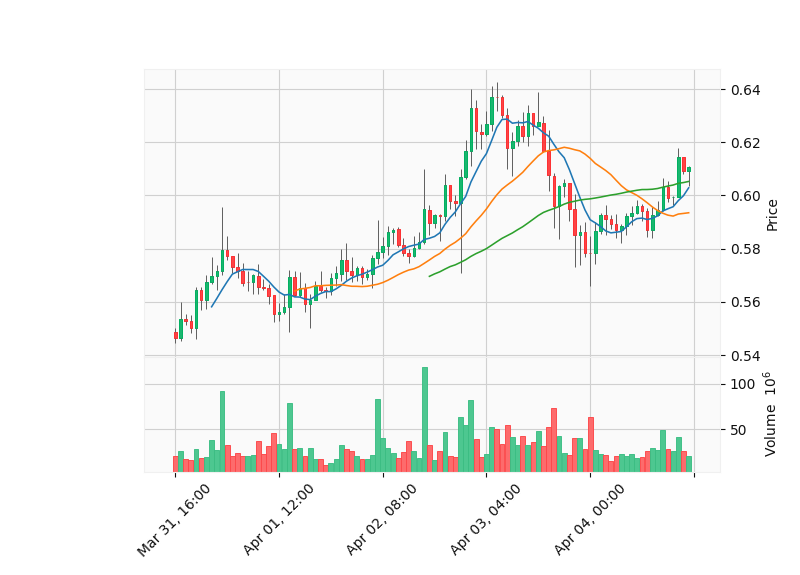 0.64
0.62
0.60
0.58
0.56
0.54
Price
100
50
Volume 10^6
Mar 31, 16:00
Apr 01, 12:00
Apr 02, 08:00
Apr 03, 04:00
Apr 04, 00:00